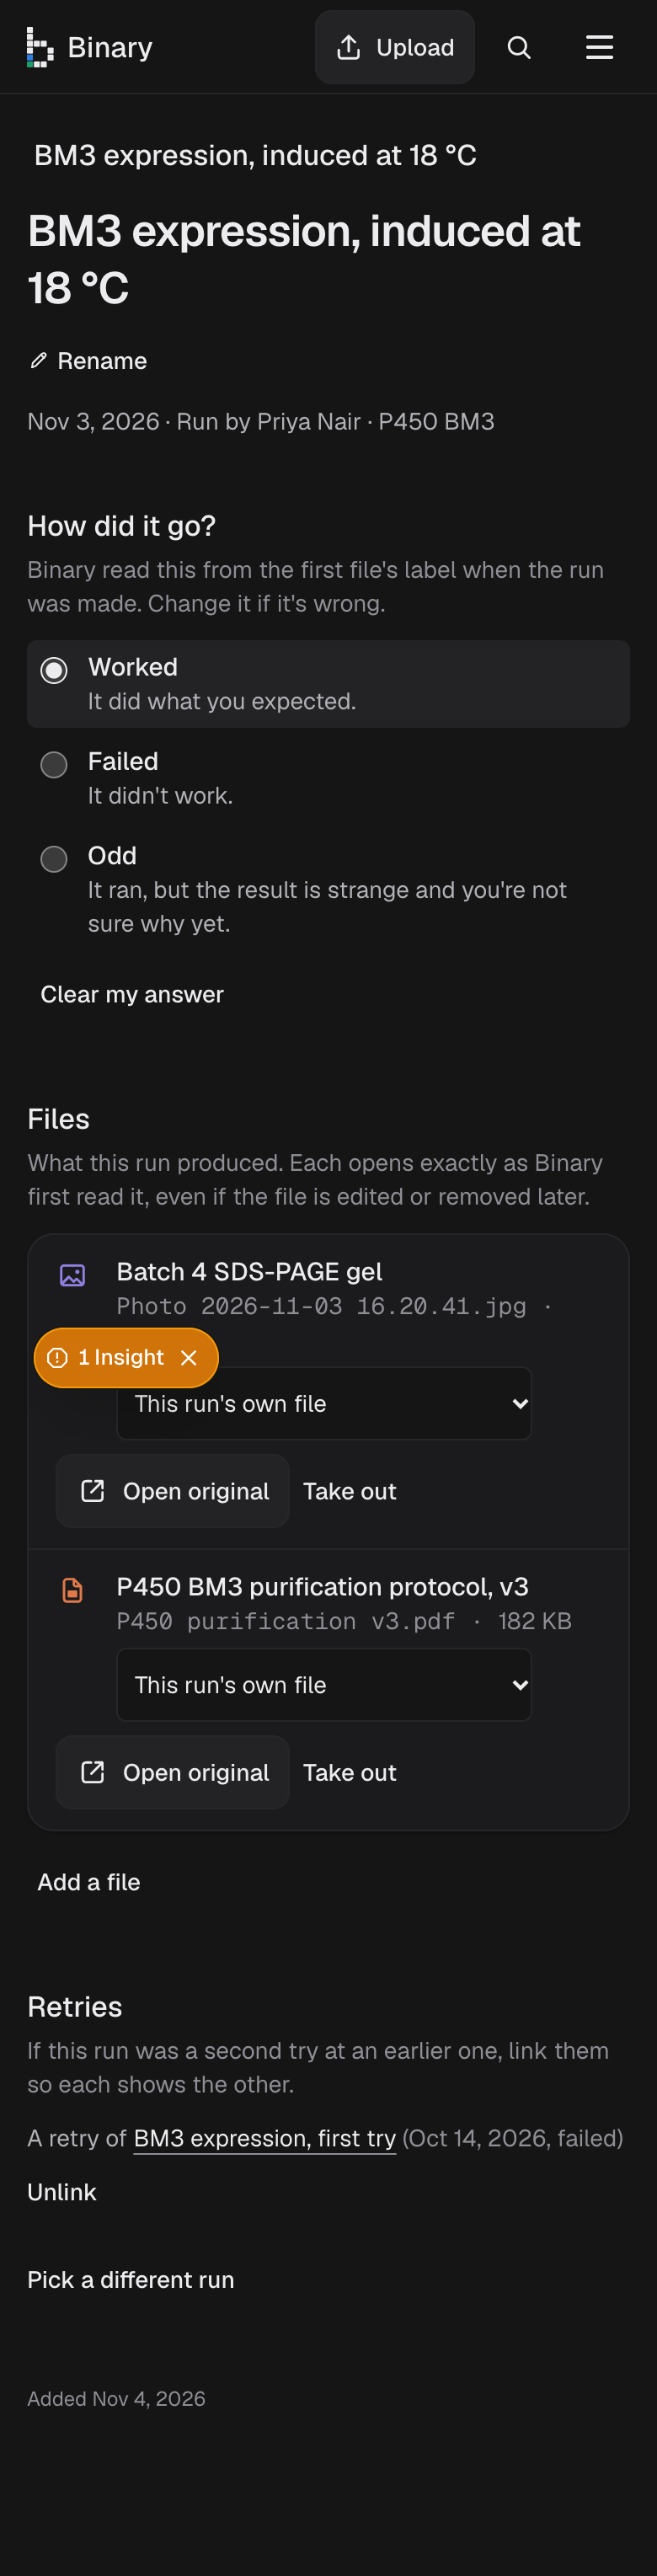 Binary
Upload
BM3 expression, induced at 18 °C
BM3 expression, induced at
18 °C
Rename
Nov 3, 2026 · Run by Priya Nair · P450 BM3
How did it go?
Binary read this from the first file's label when the run
was made. Change it if it's wrong.
Worked
It did what you expected.
Failed
It didn't work.
Odd
It ran, but the result is strange and you're not
sure why yet.
Clear my answer
Files
What this run produced. Each opens exactly as Binary
first read it, even if the file is edited or removed later.
Batch 4 SDS-PAGE gel
Photo 2026-11-03 16.20.41.jpg ·
1 Insight
This run's own file
Open original
Take out
P450 BM3 purification protocol, v3
P450 purification v3.pdf · 182 KB
This run's own file
Open original
Take out
Add a file
Retries
If this run was a second try at an earlier one, link them
so each shows the other.
A retry of BM3 expression, first try (Oct 14, 2026, failed)
Unlink
Pick a different run
Added Nov 4, 2026